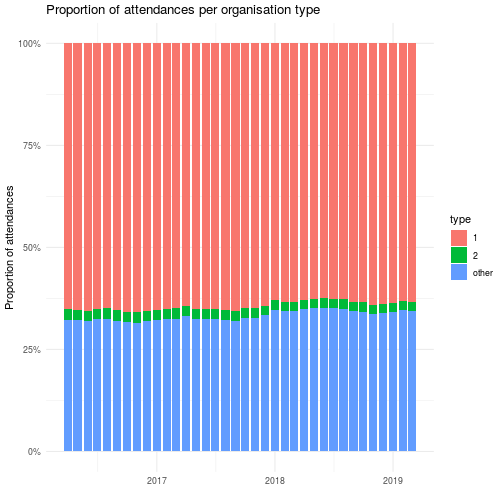 Proportion of attendances per organisation type
Proportion of attendances
100%
75%
50%
25%
0%
2017
2018
2019
type
1
2
other